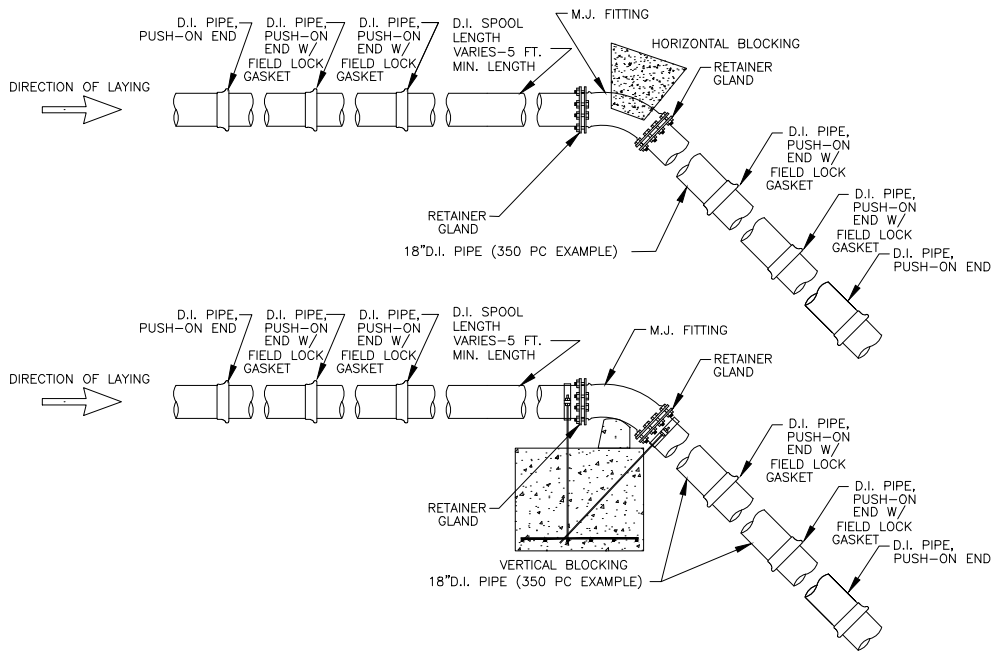 D.I. PIPE,
PUSH-ON END
D.I. PIPE,
PUSH-ON
END W/
FIELD LOCK
GASKET
D.I. PIPE,
PUSH-ON
END W/
FIELD LOCK
GASKET
D.I. SPOOL
LENGTH
VARIES-5 FT.
MIN. LENGTH
M.J. FITTING
HORIZONTAL BLOCKING
RETAINER
GLAND
DIRECTION OF LAYING
D.I. PIPE,
PUSH-ON
END W/
FIELD LOCK
GASKET
D.I. PIPE,
PUSH-ON
END W/
FIELD LOCK
GASKET
RETAINER
GLAND
18"D.I. PIPE (350 PC EXAMPLE)
D.I. PIPE,
PUSH-ON END
D.I. PIPE,
PUSH-ON END
D.I. PIPE,
PUSH-ON
END W/
FIELD LOCK
GASKET
D.I. PIPE,
PUSH-ON
END W/
FIELD LOCK
GASKET
D.I. SPOOL
LENGTH
VARIES-5 FT.
MIN. LENGTH
M.J. FITTING
RETAINER
GLAND
DIRECTION OF LAYING
D.I. PIPE,
PUSH-ON
END W/
FIELD LOCK
GASKET
D.I. PIPE,
PUSH-ON
END W/
FIELD LOCK
GASKET
RETAINER
GLAND
D.I. PIPE,
PUSH-ON END
VERTICAL BLOCKING
18"D.I. PIPE (350 PC EXAMPLE)